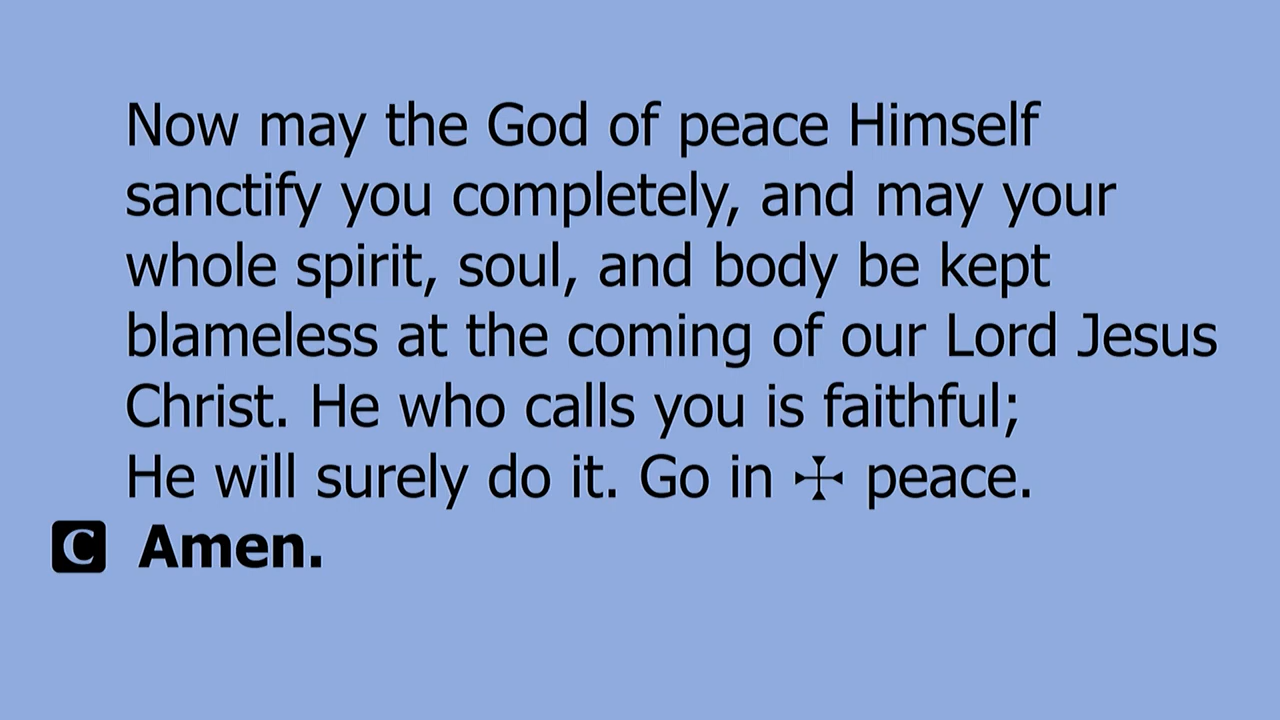 Now may the God of peace Himself
sanctify you completely, and may your
whole spirit, soul, and body be kept
blameless at the coming of our Lord Jesus
Christ. He who calls you is faithful;
He will surely do it. Go in ☩ peace.
C Amen.